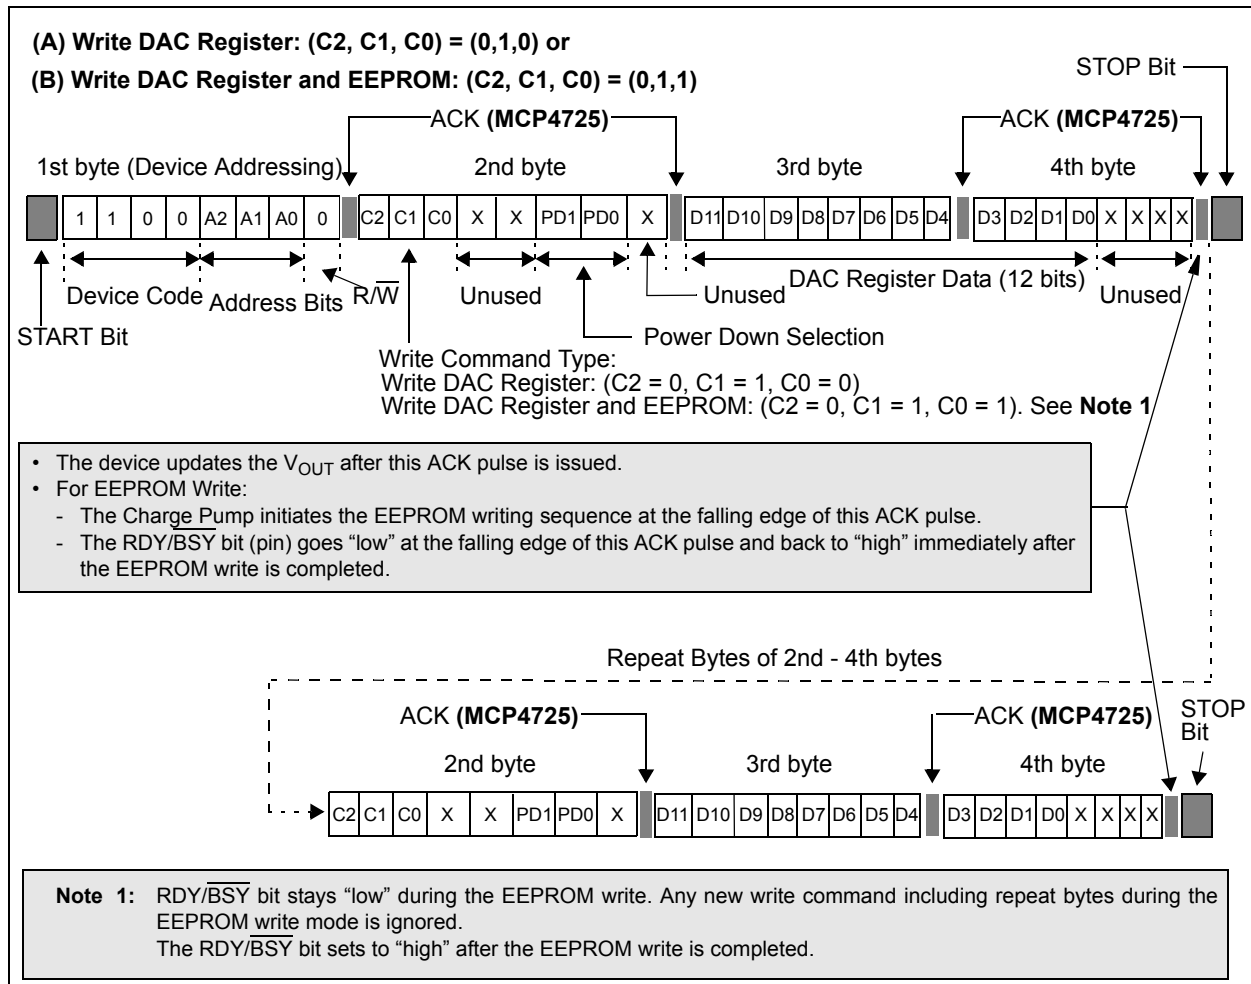 (A) Write DAC Register: (C2, C1, C0) = (0,1,0) or
(B) Write DAC Register and EEPROM: (C2, C1, C0) = (0,1,1)
STOP Bit
ACK (MCP4725) ACK (MCP4725)
1st byte (Device Addressing) 2nd byte 3rd byte 4th byte
1 1 0 0 A2 A1 A0 0 C2 C1 C0 X X PD1 PD0 X D11 D10 D9 D8 D7 D6 D5 D4 D3 D2 D1 D0 X X X X
Device Code Address Bits R/W̅ Unused Unused DAC Register Data (12 bits) Unused
START Bit Power Down Selection
Write Command Type:
Write DAC Register: (C2 = 0, C1 = 1, C0 = 0)
Write DAC Register and EEPROM: (C2 = 0, C1 = 1, C0 = 1). See Note 1
• The device updates the VOUT after this ACK pulse is issued.
• For EEPROM Write:
- The Charge Pump initiates the EEPROM writing sequence at the falling edge of this ACK pulse.
- The RDY/B̅S̅Y̅ bit (pin) goes “low” at the falling edge of this ACK pulse and back to “high” immediately after
the EEPROM write is completed.
Repeat Bytes of 2nd - 4th bytes
ACK (MCP4725) ACK (MCP4725) STOP
Bit
2nd byte 3rd byte 4th byte
C2 C1 C0 X X PD1 PD0 X D11 D10 D9 D8 D7 D6 D5 D4 D3 D2 D1 D0 X X X X
Note 1: RDY/B̅S̅Y̅ bit stays “low” during the EEPROM write. Any new write command including repeat bytes during the
EEPROM write mode is ignored.
The RDY/B̅S̅Y̅ bit sets to “high” after the EEPROM write is completed.